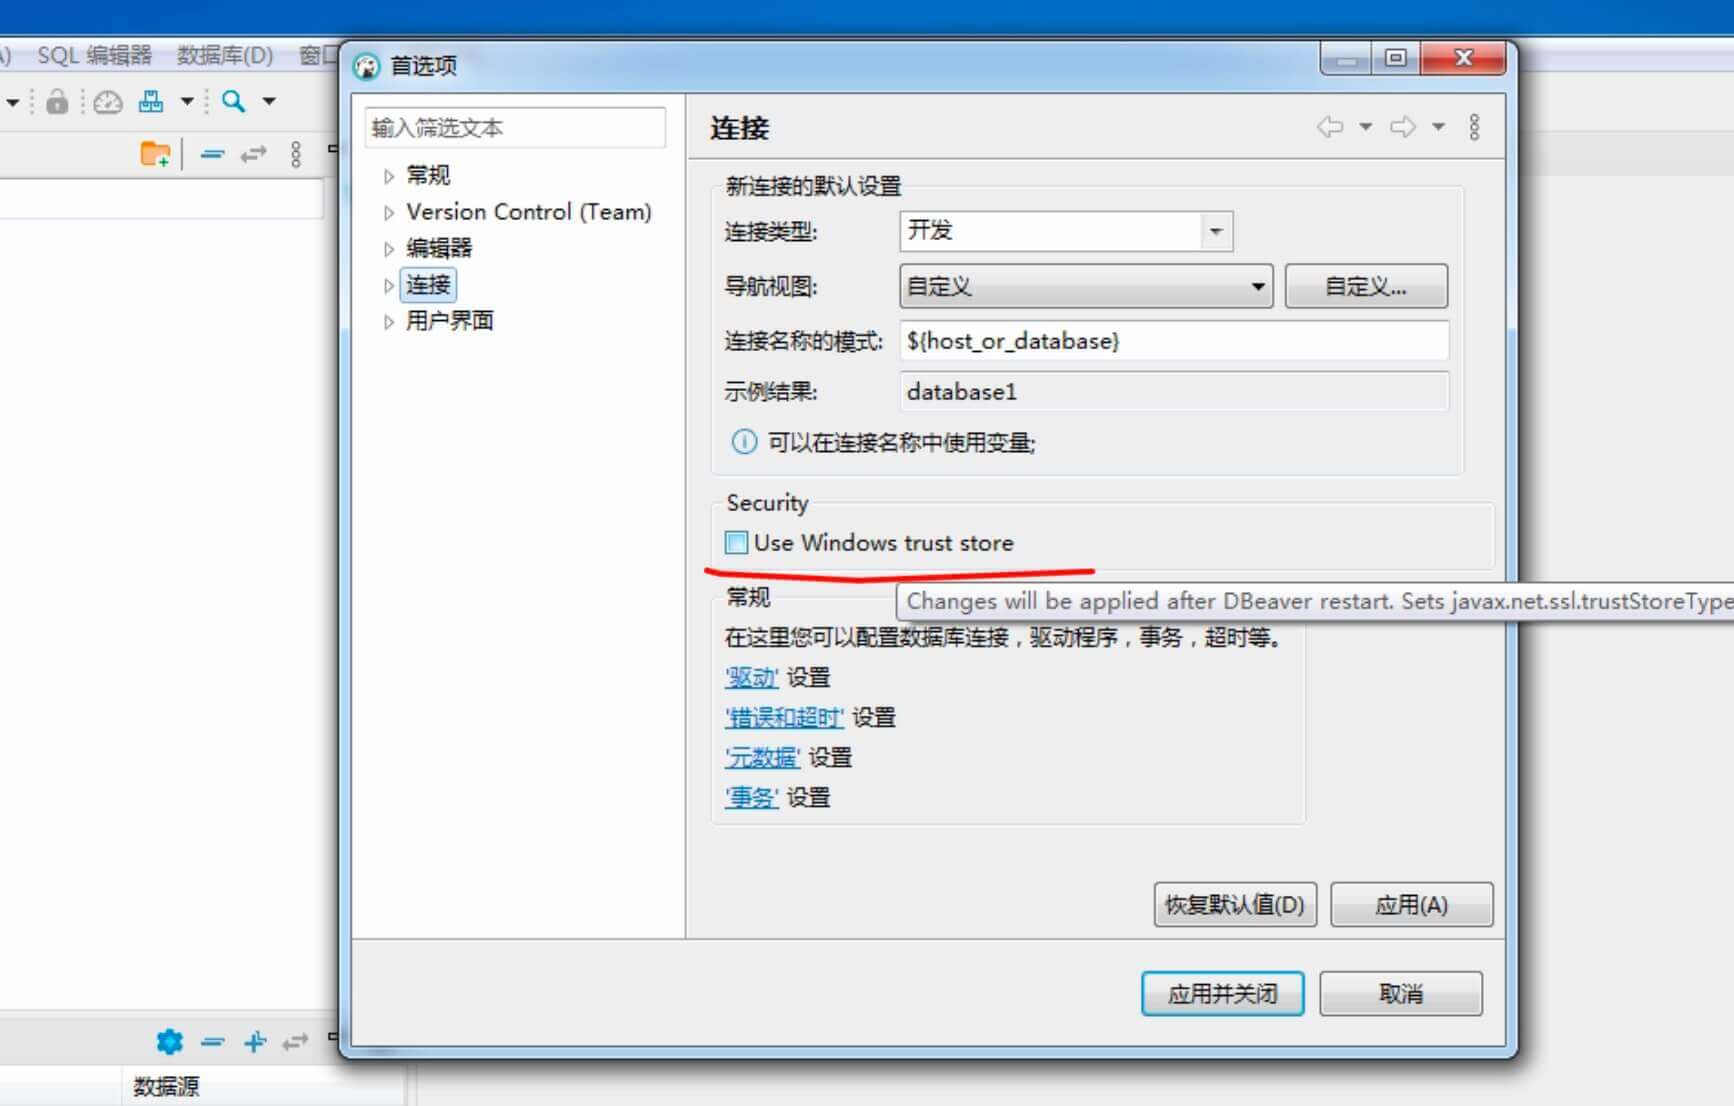 A) SQL 编辑器 数据库(D) 窗口
首选项
输入筛选文本
常规
Version Control (Team)
编辑器
连接
用户界面
连接
新连接的默认设置
连接类型: 开发
导航视图: 自定义 自定义...
连接名称的模式: ${host_or_database}
示例结果: database1
可以在连接名称中使用变量;
Security
Use Windows trust store
常规
Changes will be applied after DBeaver restart. Sets javax.net.ssl.trustStoreType
在这里您可以配置数据库连接，驱动程序，事务，超时等。
'驱动' 设置
'错误和超时' 设置
'元数据' 设置
'事务' 设置
恢复默认值(D) 应用(A)
应用并关闭 取消
数据源